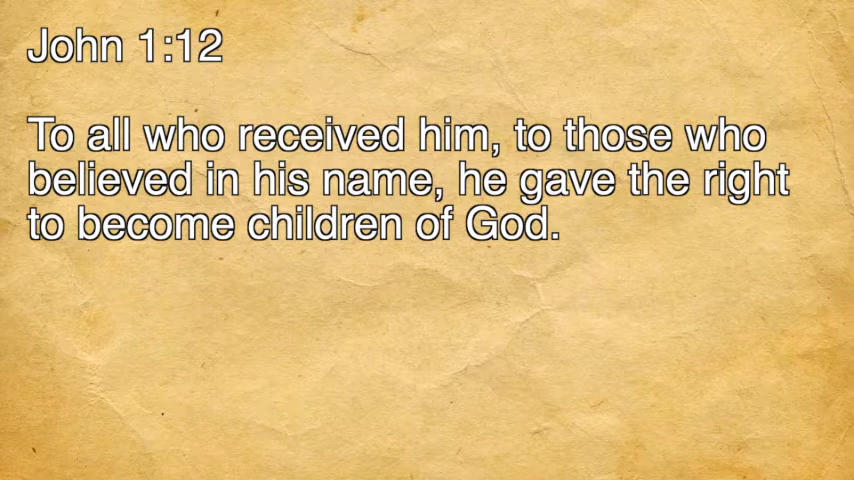 John 1:12
To all who received him, to those who
believed in his name, he gave the right
to become children of God.